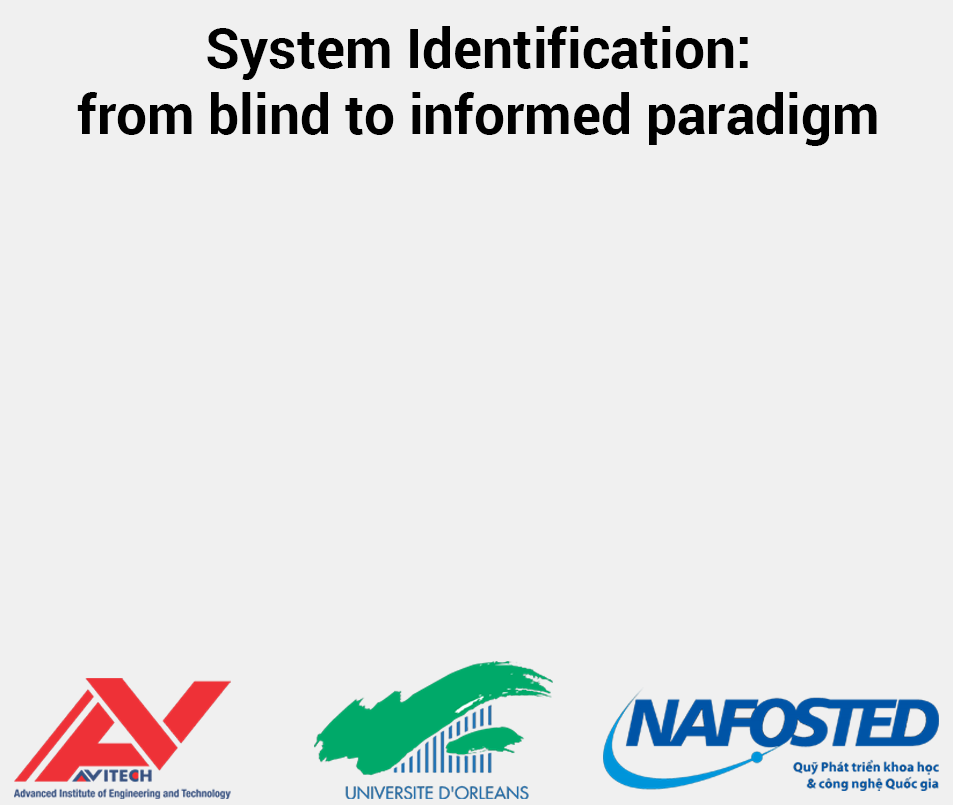 System Identification:
from blind to informed paradigm
AVITECH
Advanced Institute of Engineering and Technology
UNIVERSITE D'ORLEANS
NAFOSTED
Quỹ Phát triển khoa học
& công nghệ Quốc gia